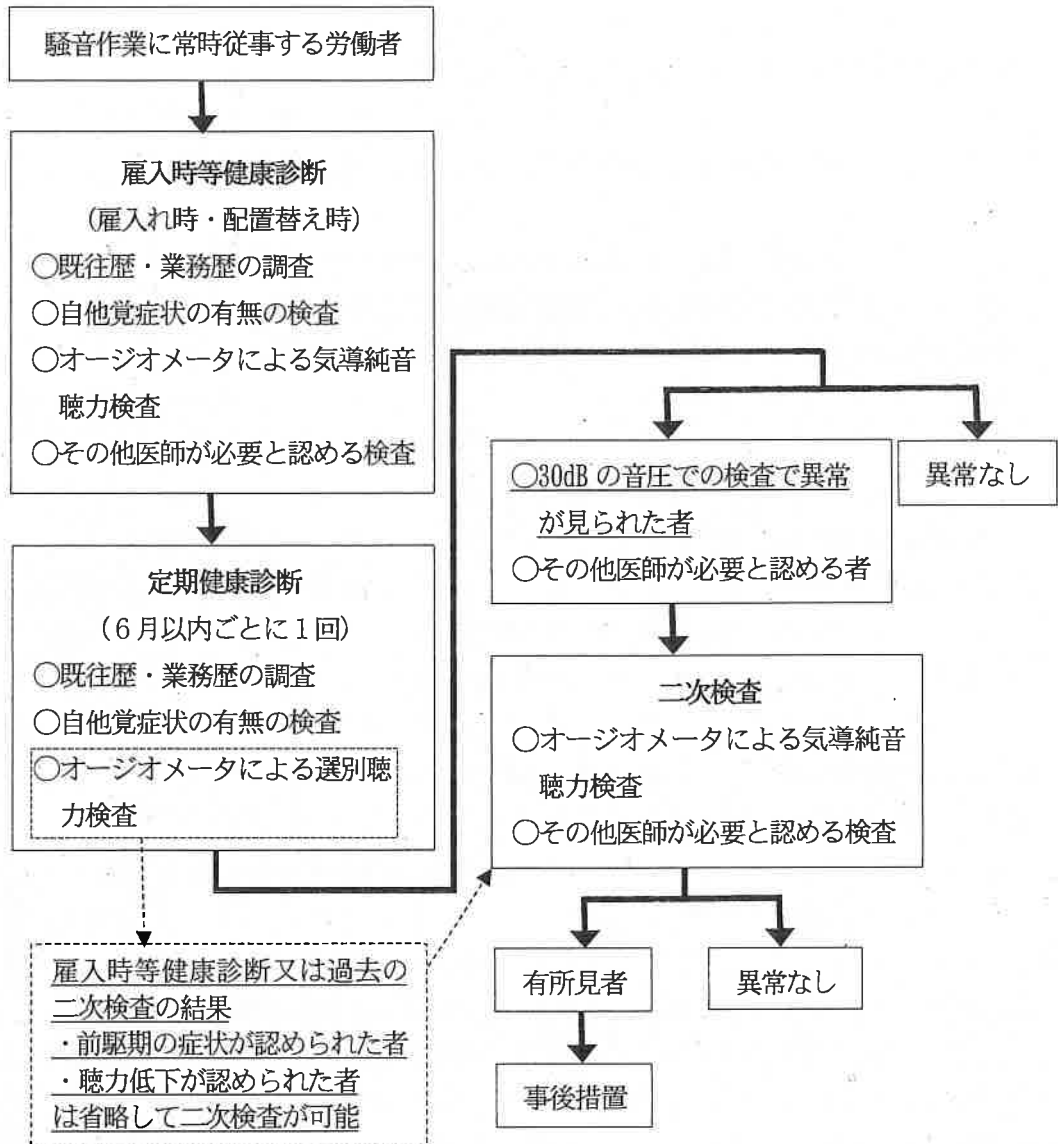 騒音作業に常時従事する労働者
雇入時等健康診断
（雇入れ時・配置替え時）
○既往歴・業務歴の調査
○自他覚症状の有無の検査
○オージオメータによる気導純音
聴力検査
○その他医師が必要と認める検査
定期健康診断
（６月以内ごとに１回）
○既往歴・業務歴の調査
○自他覚症状の有無の検査
○オージオメータによる選別聴
力検査
雇入時等健康診断又は過去の
二次検査の結果
・前駆期の症状が認められた者
・聴力低下が認められた者
は省略して二次検査が可能
○30dB の音圧での検査で異常
が見られた者
○その他医師が必要と認める者
異常なし
二次検査
○オージオメータによる気導純音
聴力検査
○その他医師が必要と認める検査
有所見者
異常なし
事後措置